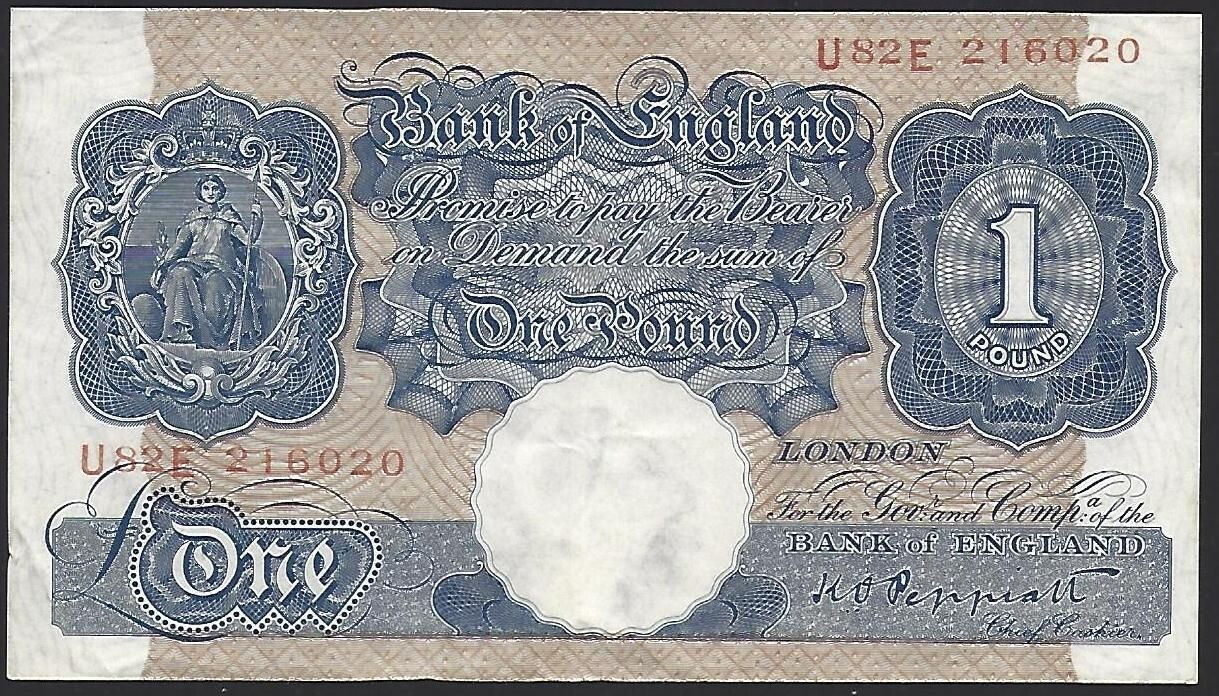 U82E 216020
Bank of England
Promise to pay the Bearer
on Demand the sum of
One Pound
1
POUND
U82E 216020
LONDON
For the Govr: and Compa: of the
BANK of ENGLAND
£One
K O Peppiatt
Chief Cashier.